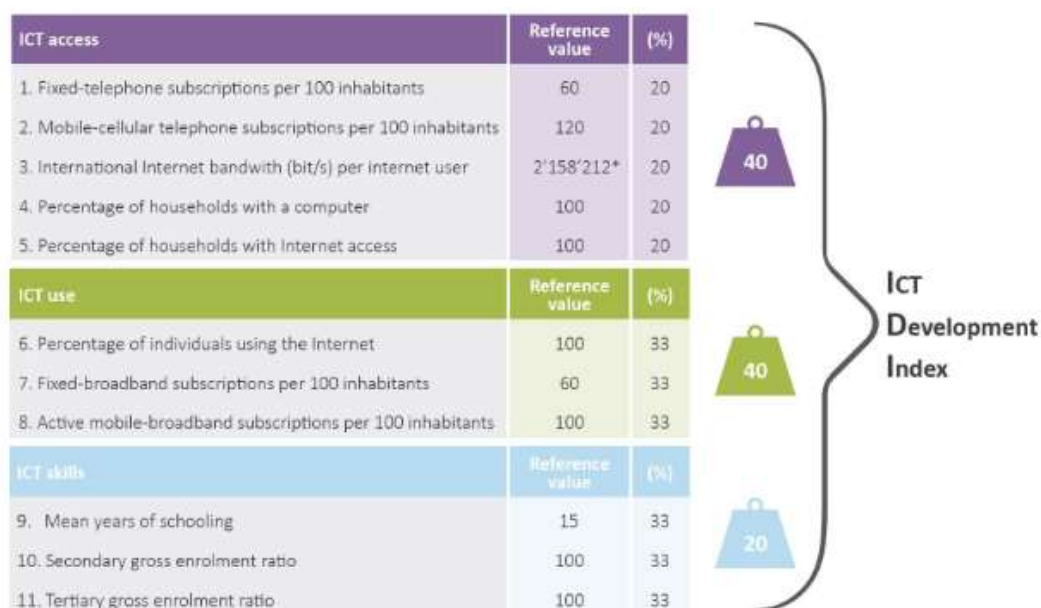 ICT access Reference value (%)
1. Fixed-telephone subscriptions per 100 inhabitants 60 20
2. Mobile-cellular telephone subscriptions per 100 inhabitants 120 20
3. International Internet bandwith (bit/s) per internet user 2'158'212* 20
4. Percentage of households with a computer 100 20
5. Percentage of households with Internet access 100 20
40
ICT use Reference value (%)
6. Percentage of individuals using the Internet 100 33
7. Fixed-broadband subscriptions per 100 inhabitants 60 33
8. Active mobile-broadband subscriptions per 100 inhabitants 100 33
40
ICT skills Reference value (%)
9. Mean years of schooling 15 33
10. Secondary gross enrolment ratio 100 33
11. Tertiary gross enrolment ratio 100 33
20
ICT
Development
Index